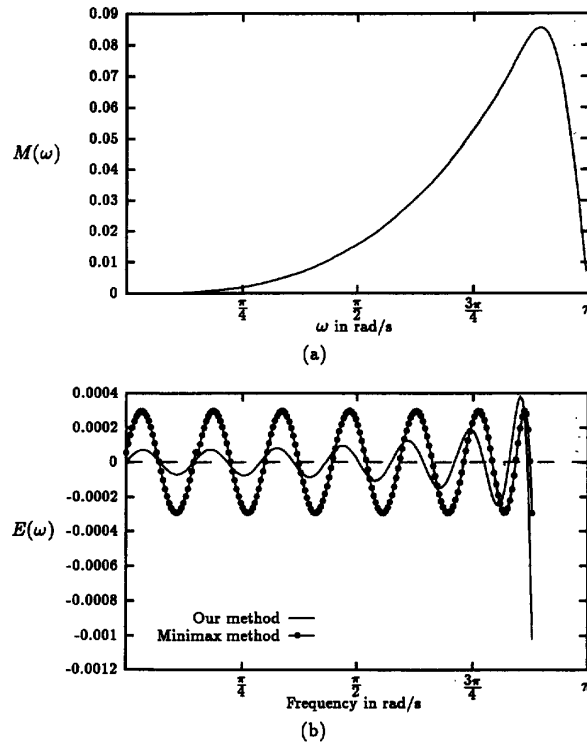 0.09
0.08
0.07
0.06
0.05
M(ω)
0.04
0.03
0.02
0.01
0
π/4
π/2
3π/4
ω in rad/s
(a)
0.0004
0.0002
0
-0.0002
-0.0004
E(ω)
-0.0006
-0.0008
Our method
-0.001
Minimax method
-0.0012
π/4
π/2
3π/4
Frequency in rad/s
(b)